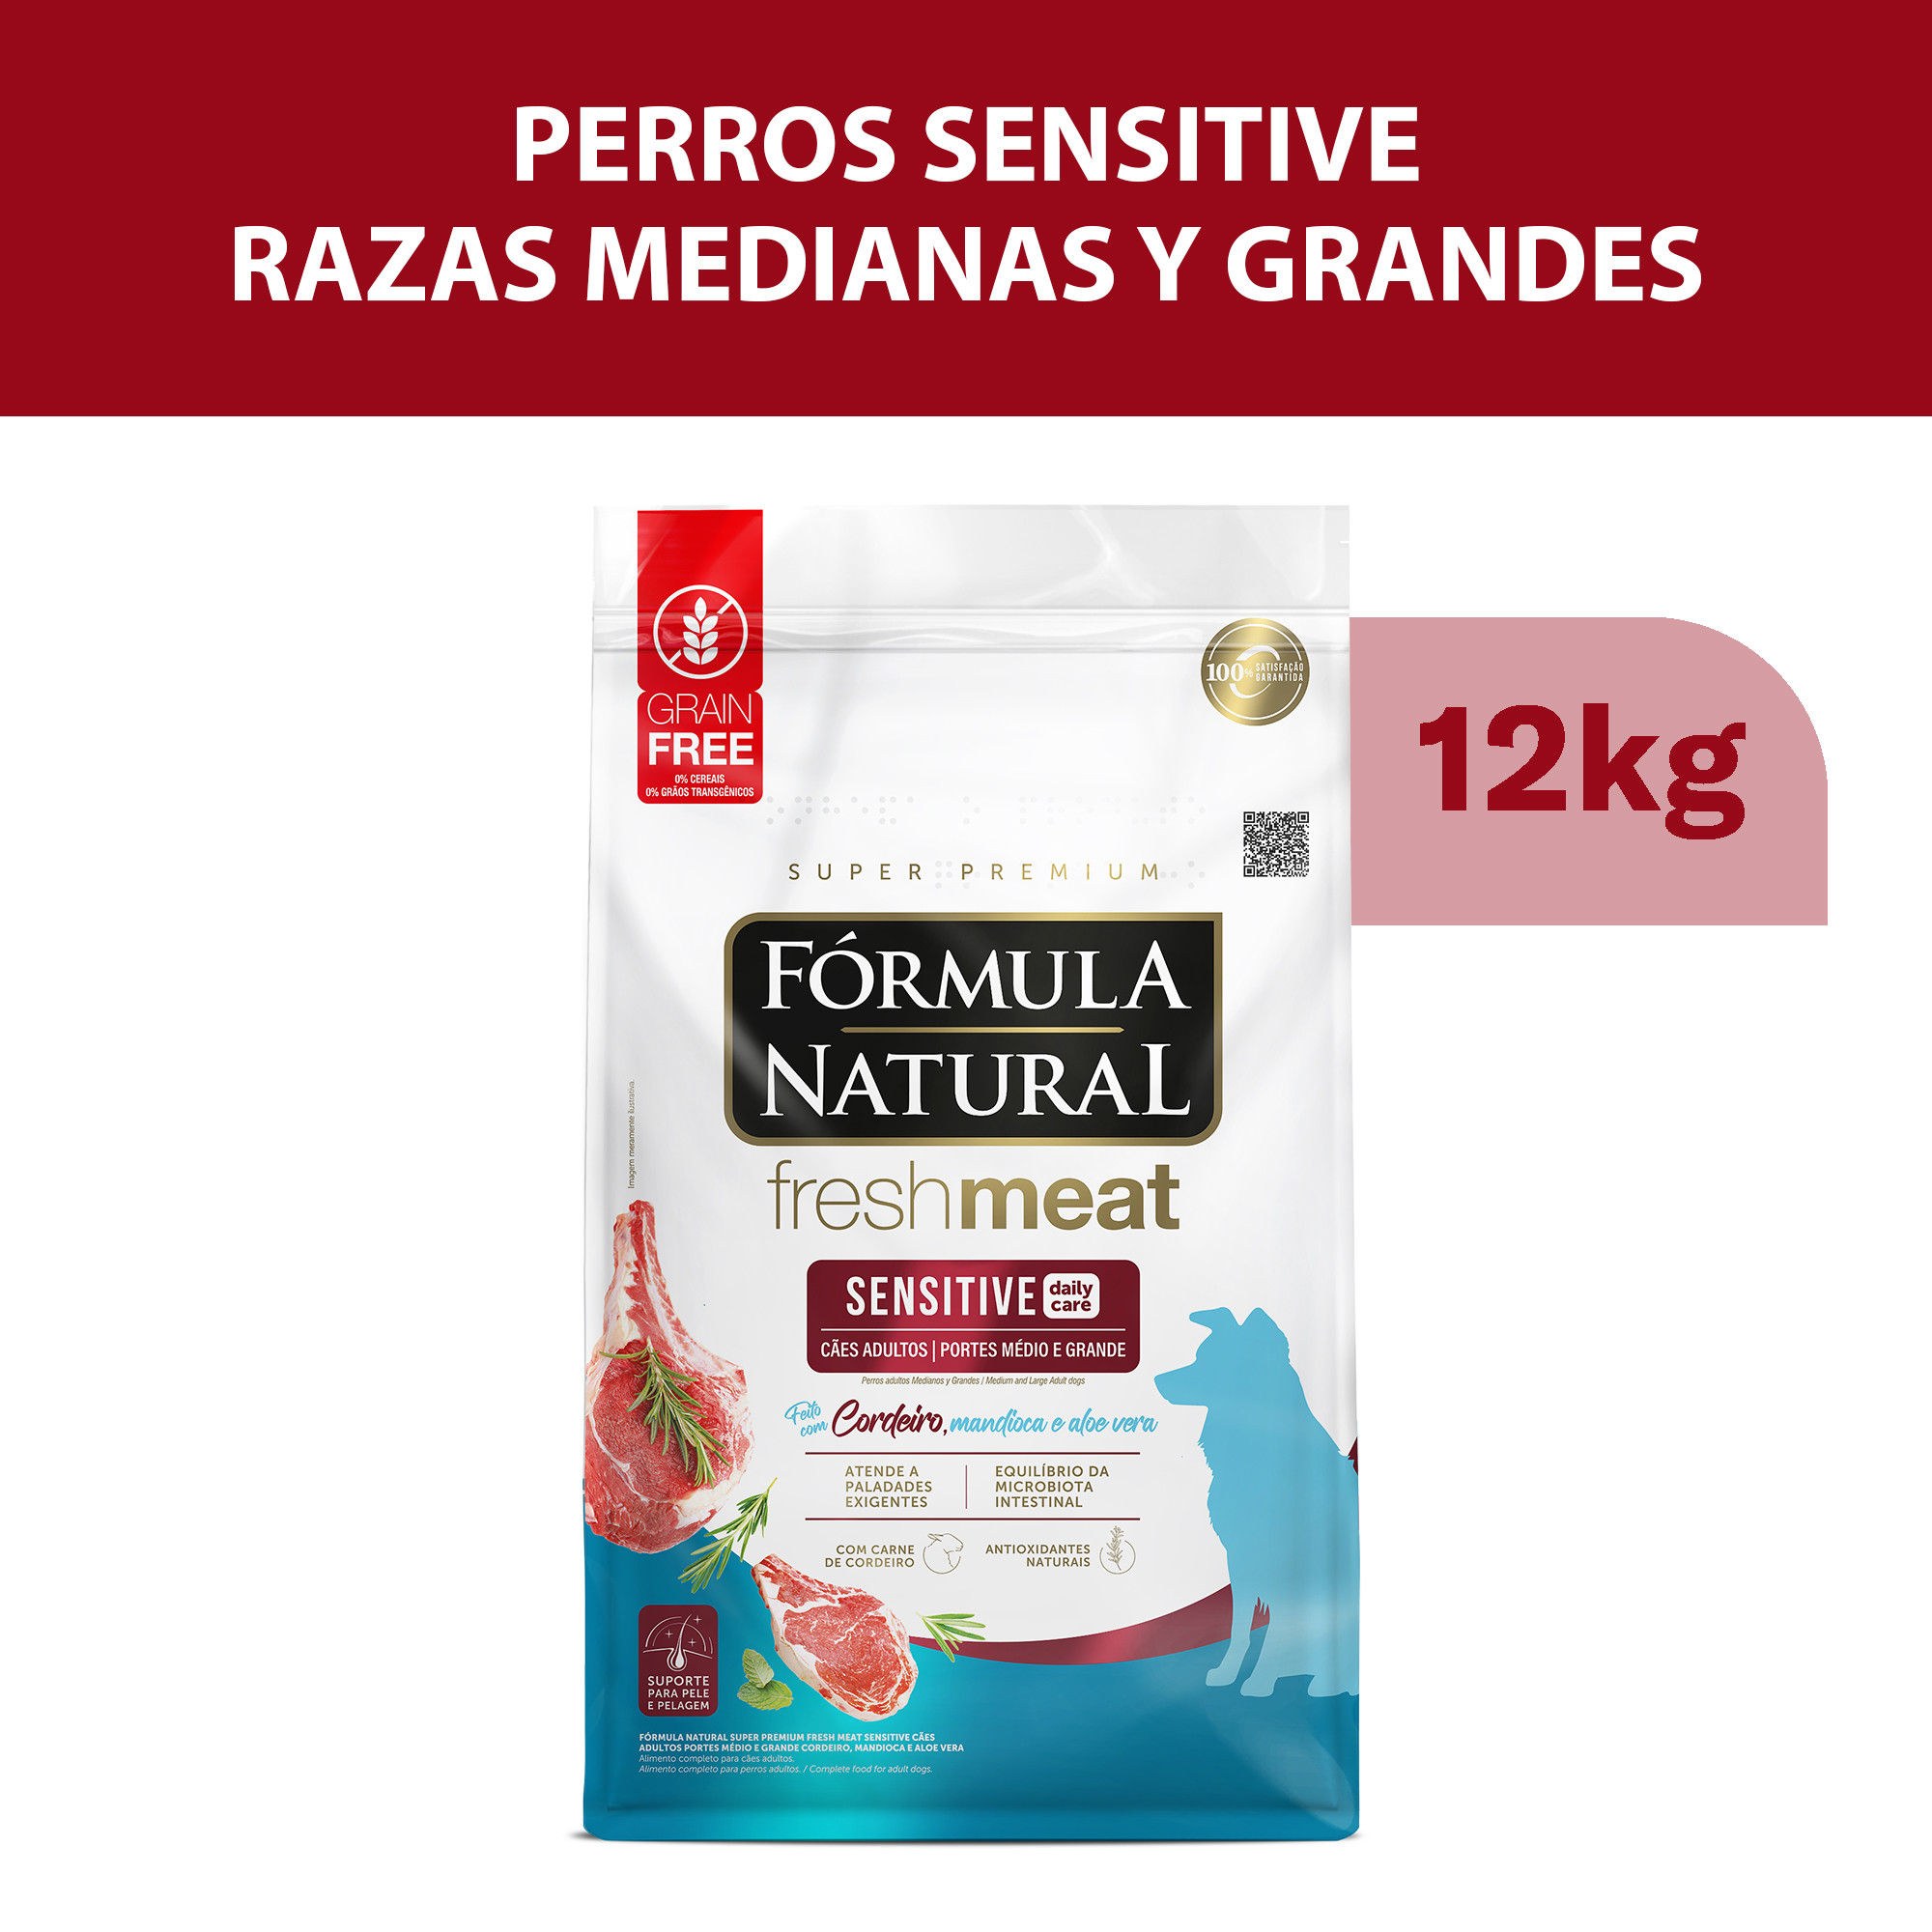 PERROS SENSITIVE
RAZAS MEDIANAS Y GRANDES
GRAIN
FREE
0% CEREAIS
0% GRÃOS TRANSGÊNICOS
100% SATISFAÇÃO
GARANTIDA
12kg
SUPER PREMIUM
FÓRMULA
NATURAL
freshmeat
Imagem meramente ilustrativa.
SENSITIVE daily
care
CÃES ADULTOS | PORTES MÉDIO E GRANDE
Perros adultos Medianos y Grandes / Medium and Large Adult dogs
Feito
com Cordeiro, mandioca e aloe vera
ATENDE A
PALADADES
EXIGENTES
EQUILÍBRIO DA
MICROBIOTA
INTESTINAL
COM CARNE
DE CORDEIRO
ANTIOXIDANTES
NATURAIS
SUPORTE
PARA PELE
E PELAGEM
FÓRMULA NATURAL SUPER PREMIUM FRESH MEAT SENSITIVE CÃES
ADULTOS PORTES MÉDIO E GRANDE CORDEIRO, MANDIOCA E ALOE VERA
Alimento completo para cães adultos.
Alimento completo para perros adultos. / Complete food for adult dogs.